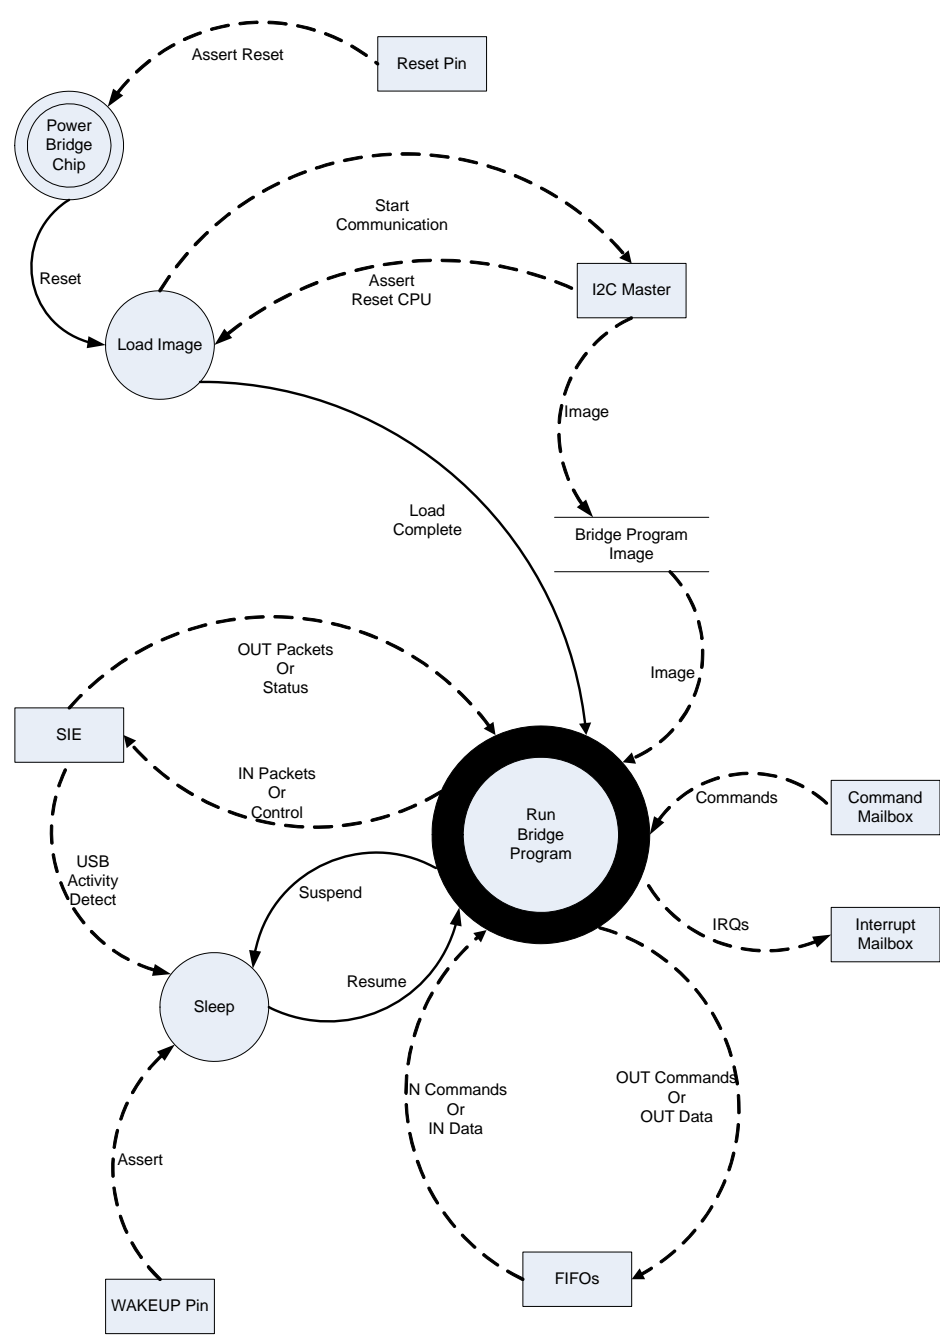 Assert Reset
Reset Pin
Power
Bridge
Chip
Start
Communication
Reset
Assert
Reset CPU
I2C Master
Load Image
Image
Load
Complete
Bridge Program
Image
OUT Packets
Or
Status
Image
SIE
IN Packets
Or
Control
Commands
Command
Mailbox
Run
Bridge
Program
USB
Activity
Detect
Suspend
IRQs
Interrupt
Mailbox
Resume
Sleep
IN Commands
Or
IN Data
OUT Commands
Or
OUT Data
Assert
FIFOs
WAKEUP Pin